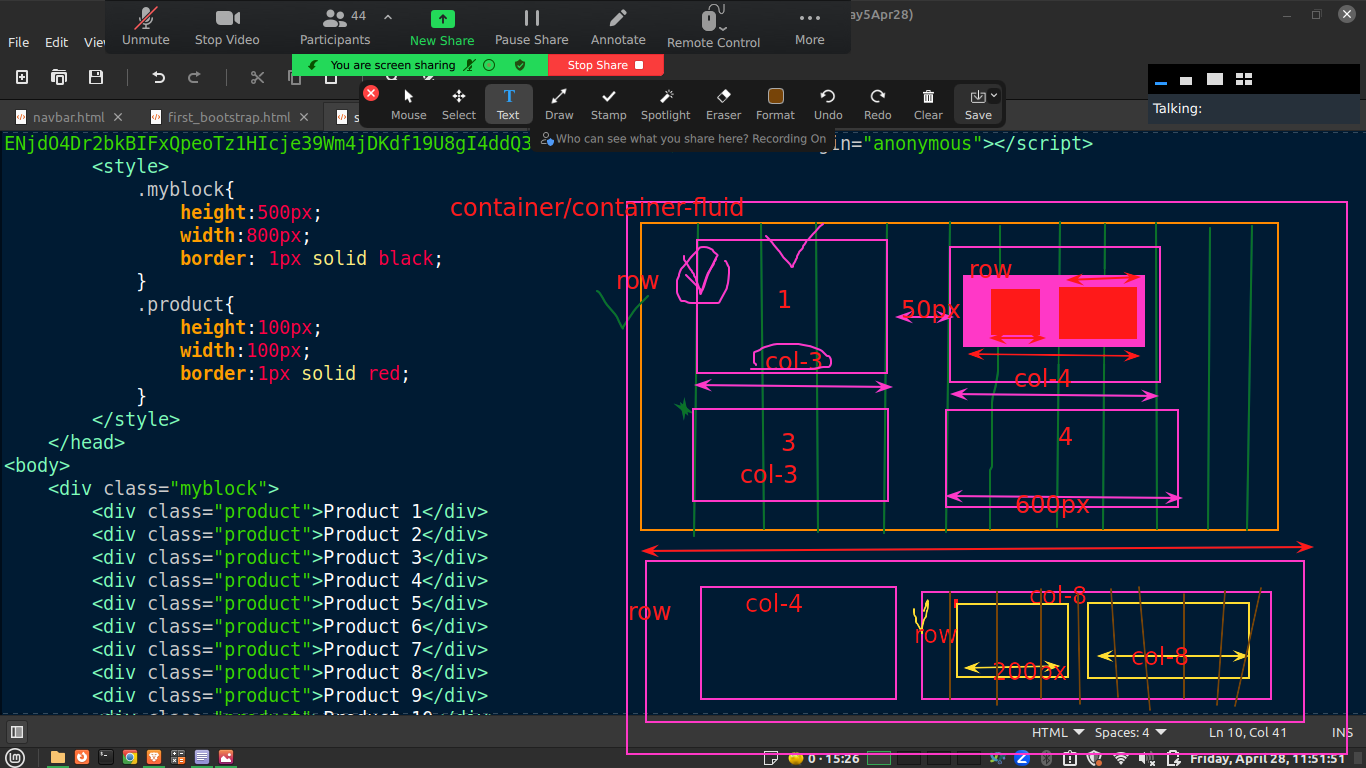 ay5Apr28)
44
Unmute
Stop Video
Participants
New Share
Pause Share
Annotate
Remote Control
More
File Edit
You are screen sharing
Stop Share
Mouse
Select
Text
Draw
Stamp
Spotlight
Eraser
Format
Undo
Redo
Clear
Save
Talking:
navbar.html
first_bootstrap.html
Who can see what you share here? Recording On
="anonymous"></script>
<style>
.myblock{
height:500px;
width:800px;
border: 1px solid black;
}
.product{
height:100px;
width:100px;
border:1px solid red;
}
</style>
</head>
<body>
<div class="myblock">
<div class="product">Product 1</div>
<div class="product">Product 2</div>
<div class="product">Product 3</div>
<div class="product">Product 4</div>
<div class="product">Product 5</div>
<div class="product">Product 6</div>
<div class="product">Product 7</div>
<div class="product">Product 8</div>
<div class="product">Product 9</div>
container/container-fluid
row
1
col-3
50px
row
col-4
3
col-3
4
600px
row
col-4
row
col-8
200px
col-8
HTML
Spaces: 4
Ln 10, Col 41
INS
0 · 15:26
Friday, April 28, 11:51:51